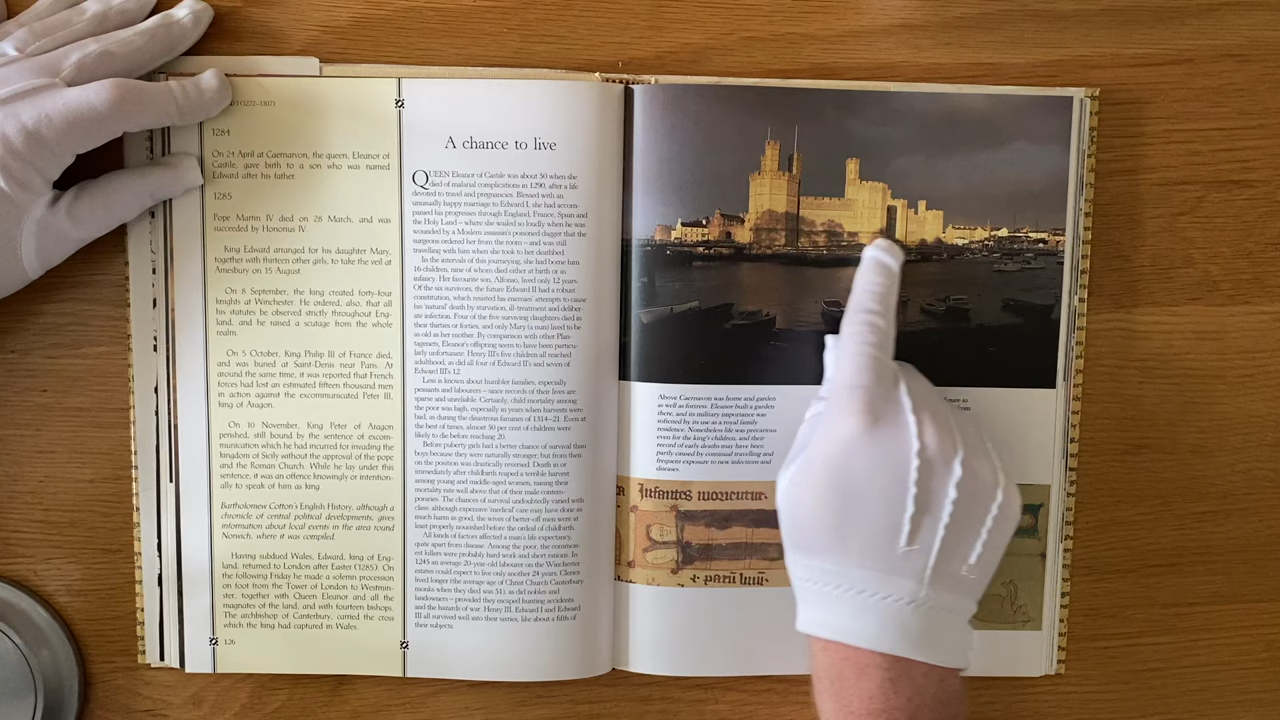 I (1272–1307)
1284
On 24 April at Caernarvon, the queen, Eleanor of
Castile, gave birth to a son who was named
Edward after his father.
1285
Pope Martin IV died on 28 March, and was
succeeded by Honorius IV.
King Edward arranged for his daughter Mary,
together with thirteen other girls, to take the veil at
Amesbury on 15 August.
On 8 September, the king created forty-four
knights at Winchester. He ordered, also, that all
his statutes be observed strictly throughout Eng-
land, and he raised a scutage from the whole
realm.
On 5 October, King Philip III of France died,
and was buried at Saint-Denis near Paris. At
around the same time, it was reported that French
forces had lost an estimated fifteen thousand men
in action against the excommunicated Peter III,
king of Aragon.
On 10 November, King Peter of Aragon
perished, still bound by the sentence of excom-
munication which he had incurred for invading the
kingdom of Sicily without the approval of the pope
and the Roman Church. While he lay under this
sentence, it was an offence knowingly or intention-
ally to speak of him as king.
Bartholomew Cotton's English History, although a
chronicle of central political developments, gives
information about local events in the area round
Norwich, where it was compiled.
Having subdued Wales, Edward, king of Eng-
land, returned to London after Easter (1285). On
the following Friday he made a solemn procession
on foot from the Tower of London to Westmin-
ster, together with Queen Eleanor and all the
magnates of the land, and with fourteen bishops.
The archbishop of Canterbury, carried the cross
which the king had captured in Wales.
126
A chance to live
QUEEN Eleanor of Castile was about 50 when she
died of malarial complications in 1290, after a life
devoted to travel and pregnancies. Blessed with an
unusually happy marriage to Edward I, she had accom-
panied his progresses through England, France, Spain and
the Holy Land – where she wailed so loudly when he was
wounded by a Moslem assassin's poisoned dagger that the
surgeons ordered her from the room – and was still
travelling with him when she took to her deathbed.
In the intervals of this journeying, she had borne him
16 children, nine of whom died either at birth or in
infancy. Her favourite son, Alfonso, lived only 12 years.
Of the six survivors, the future Edward II had a robust
constitution, which resisted his enemies' attempts to cause
his 'natural' death by starvation, ill-treatment and deliber-
ate infection. Four of the five surviving daughters died in
their thirties or forties, and only Mary (a nun) lived to be
as old as her mother. By comparison with other Plan-
tagenets, Eleanor's offspring seem to have been particu-
larly unfortunate. Henry III's five children all reached
adulthood, as did all four of Edward II's and seven of
Edward III's 12.
Less is known about humbler families, especially
peasants and labourers – since records of their lives are
sparse and unreliable. Certainly, child mortality among
the poor was high, especially in years when harvests were
bad, as during the disastrous famines of 1314–21. Even at
the best of times, almost 50 per cent of children were
likely to die before reaching 20.
Before puberty girls had a better chance of survival than
boys because they were naturally stronger; but from then
on the position was drastically reversed. Death in or
immediately after childbirth reaped a terrible harvest
among young and middle-aged women, raising their
mortality rate well above that of their male contem-
poraries. The chances of survival undoubtedly varied with
class: although expensive 'medical' care may have done as
much harm as good, the wives of better-off men were at
least properly nourished before the ordeal of childbirth.
All kinds of factors affected a man's life expectancy,
quite apart from disease. Among the poor, the common-
est killers were probably hard work and short rations. In
1245 an average 20-year-old labourer on the Winchester
estates could expect to live only another 24 years. Clerics
lived longer (the average age of Christ Church Canterbury
monks when they died was 51), as did nobles and
landowners – provided they escaped hunting accidents
and the hazards of war. Henry III, Edward I and Edward
III all survived well into their sixties, like about a fifth of
their subjects.
Above Caernarvon was home and garden
as well as fortress. Eleanor built a garden
there, and its military importance was
softened by its use as a royal family
residence. Nonetheless life was precarious
even for the king's children, and their
record of early deaths may have been
partly caused by continual travelling and
frequent exposure to new infections and
diseases.
figure to
from
Infantes morientur